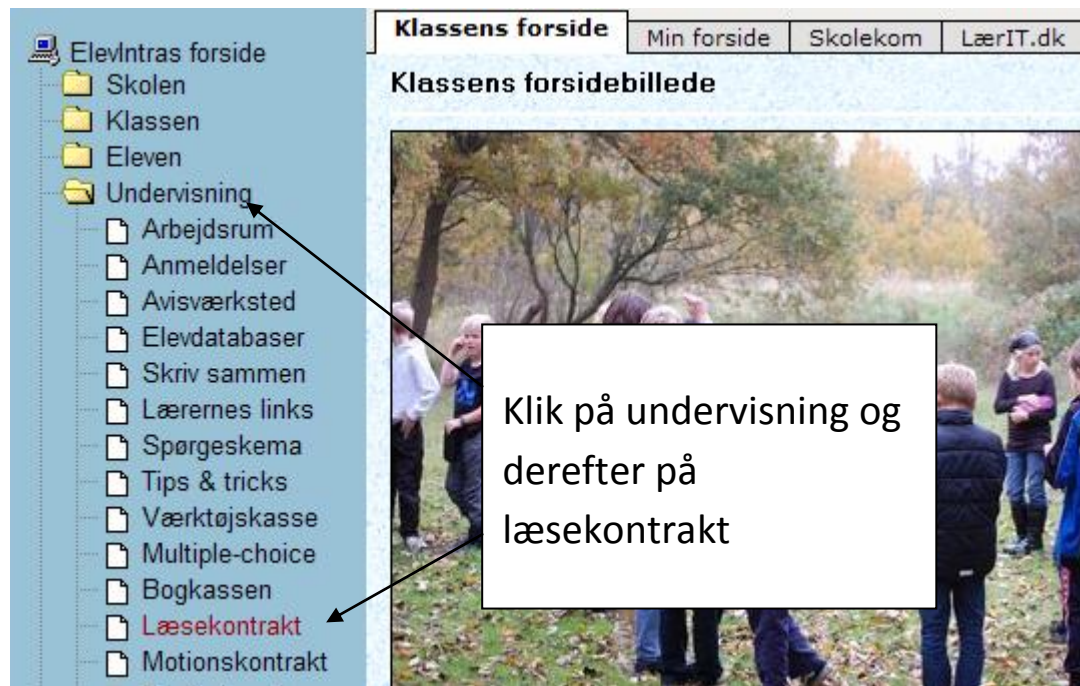 ElevIntras forside
Skolen
Klassen
Eleven
Undervisning
Arbejdsrum
Anmeldelser
Avisværksted
Elevdatabaser
Skriv sammen
Lærernes links
Spørgeskema
Tips & tricks
Værktøjskasse
Multiple-choice
Bogkassen
Læsekontrakt
Motionskontrakt
Klassens forside
Min forside
Skolekom
LærIT.dk
Klassens forsidebillede
Klik på undervisning og
derefter på
læsekontrakt